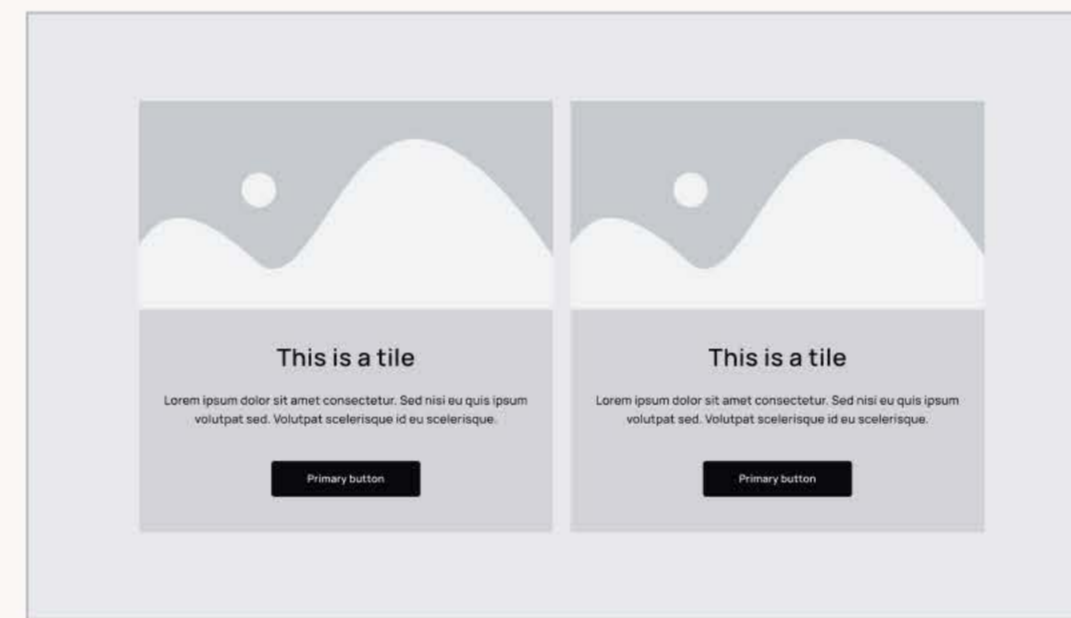 This is a tile
Lorem ipsum dolor sit amet consectetur. Sed nisi eu quis ipsum
volutpat sed. Volutpat scelerisque id eu scelerisque.
Primary button
This is a tile
Lorem ipsum dolor sit amet consectetur. Sed nisi eu quis ipsum
volutpat sed. Volutpat scelerisque id eu scelerisque.
Primary button